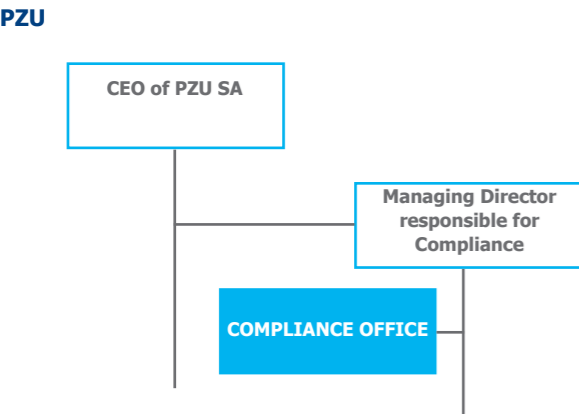 PZU
CEO of PZU SA
Managing Director
responsible for
Compliance
COMPLIANCE OFFICE